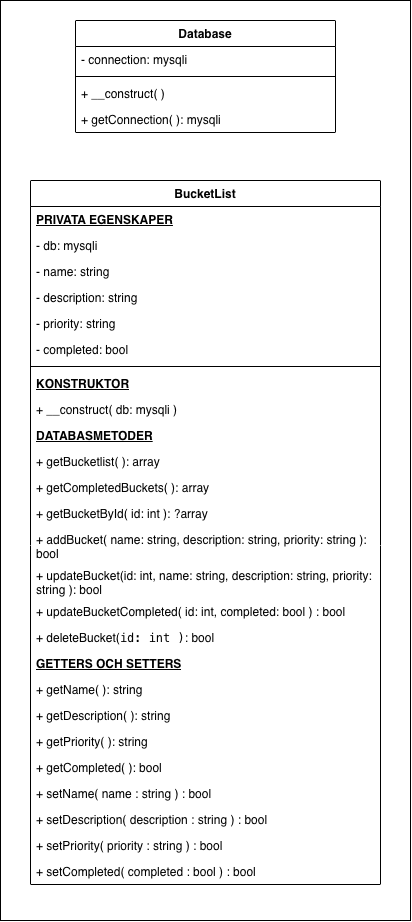 Database
- connection: mysqli
+ __construct( )
+ getConnection( ): mysqli
BucketList
PRIVATA EGENSKAPER
- db: mysqli
- name: string
- description: string
- priority: string
- completed: bool
KONSTRUKTOR
+ __construct( db: mysqli )
DATABASMETODER
+ getBucketlist( ): array
+ getCompletedBuckets( ): array
+ getBucketById( id: int ): ?array
+ addBucket( name: string, description: string, priority: string ):
bool
+ updateBucket(id: int, name: string, description: string, priority:
string ): bool
+ updateBucketCompleted( id: int, completed: bool ) : bool
+ deleteBucket(id: int ): bool
GETTERS OCH SETTERS
+ getName( ): string
+ getDescription( ): string
+ getPriority( ): string
+ getCompleted( ): bool
+ setName( name : string ) : bool
+ setDescription( description : string ) : bool
+ setPriority( priority : string ) : bool
+ setCompleted( completed : bool ) : bool